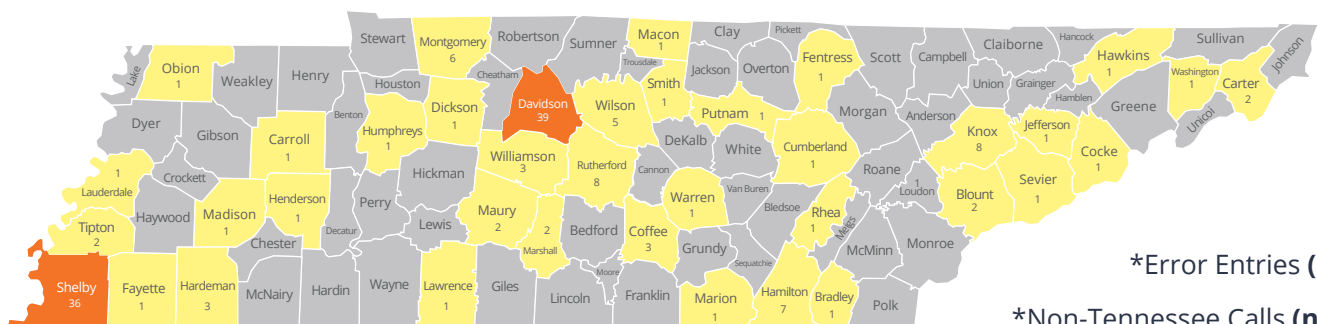 Stewart
Montgomery
6
Robertson
Sumner
Macon
1
Clay
Pickett
Trousdale
Lake
Obion
1
Weakley
Henry
Houston
Cheatham
Dickson
1
Davidson
39
Wilson
5
Smith
1
Jackson
Overton
Fentress
1
Scott
Campbell
Claiborne
Hancock
Hawkins
1
Sullivan
Johnson
Washington
1
Carter
2
Union
Grainger
Hamblen
Greene
Unicoi
Dyer
Gibson
Carroll
1
Benton
Humphreys
1
Hickman
Williamson
3
Rutherford
8
Cannon
DeKalb
Putnam 1
White
Cumberland
1
Morgan
Anderson
Knox
8
Jefferson
1
Cocke
1
Sevier
1
Blount
2
1
Loudon
Roane
1
Lauderdale
Crockett
Haywood
Madison
1
Henderson
1
Decatur
Perry
Lewis
Maury
2
2
Marshall
Bedford
Coffee
3
Warren
1
Van Buren
Bledsoe
Rhea
1
Meigs
McMinn
Monroe
Tipton
2
Chester
Shelby
36
Fayette
1
Hardeman
3
McNairy
Hardin
Wayne
Lawrence
1
Giles
Lincoln
Moore
Franklin
Grundy
Sequatchie
Marion
1
Hamilton
7
Bradley
1
Polk
*Error Entries (
*Non-Tennessee Calls (n